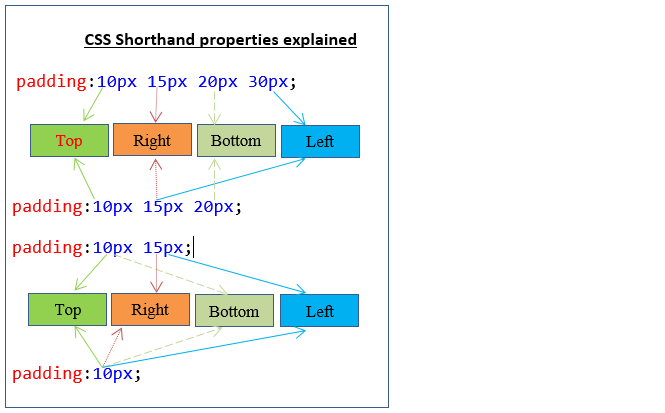 CSS Shorthand properties explained
padding:10px 15px 20px 30px;
Top Right Bottom Left
padding:10px 15px 20px;
padding:10px 15px;
Top Right Bottom Left
padding:10px;